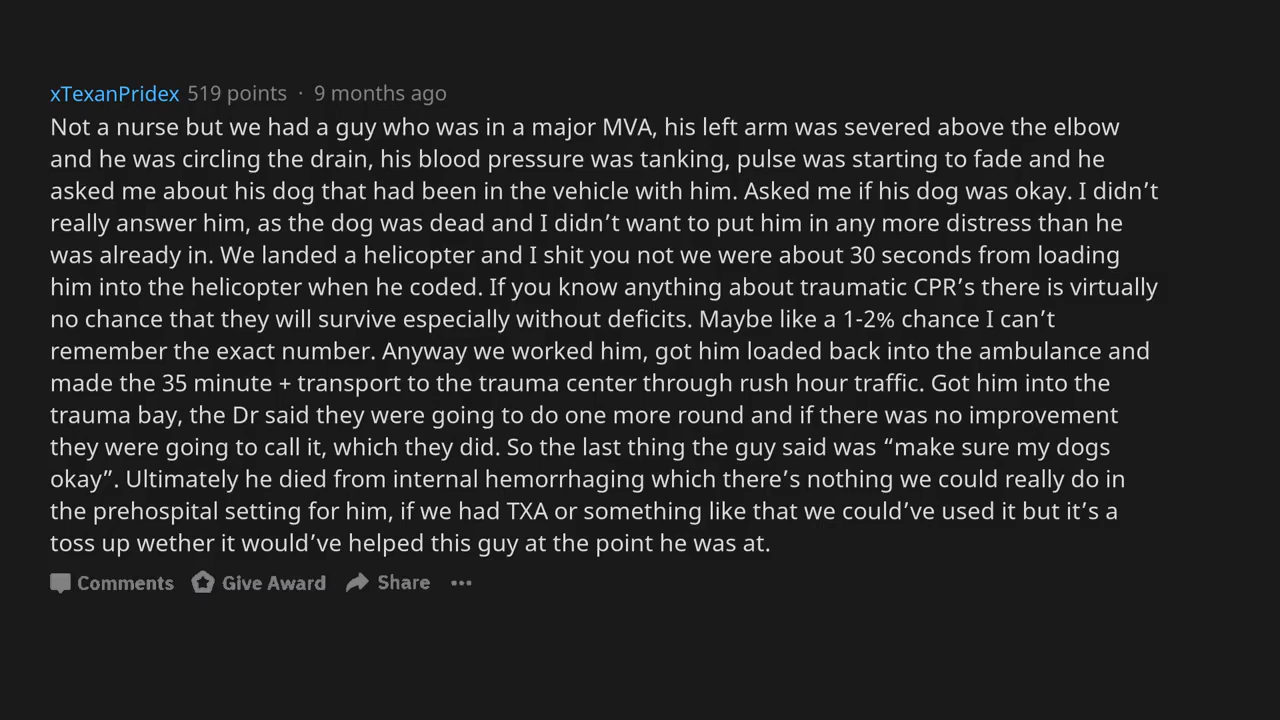 xTexanPridex 519 points · 9 months ago
Not a nurse but we had a guy who was in a major MVA, his left arm was severed above the elbow
and he was circling the drain, his blood pressure was tanking, pulse was starting to fade and he
asked me about his dog that had been in the vehicle with him. Asked me if his dog was okay. I didn’t
really answer him, as the dog was dead and I didn’t want to put him in any more distress than he
was already in. We landed a helicopter and I shit you not we were about 30 seconds from loading
him into the helicopter when he coded. If you know anything about traumatic CPR’s there is virtually
no chance that they will survive especially without deficits. Maybe like a 1-2% chance I can’t
remember the exact number. Anyway we worked him, got him loaded back into the ambulance and
made the 35 minute + transport to the trauma center through rush hour traffic. Got him into the
trauma bay, the Dr said they were going to do one more round and if there was no improvement
they were going to call it, which they did. So the last thing the guy said was “make sure my dogs
okay”. Ultimately he died from internal hemorrhaging which there’s nothing we could really do in
the prehospital setting for him, if we had TXA or something like that we could’ve used it but it’s a
toss up wether it would’ve helped this guy at the point he was at.
Comments Give Award Share •••